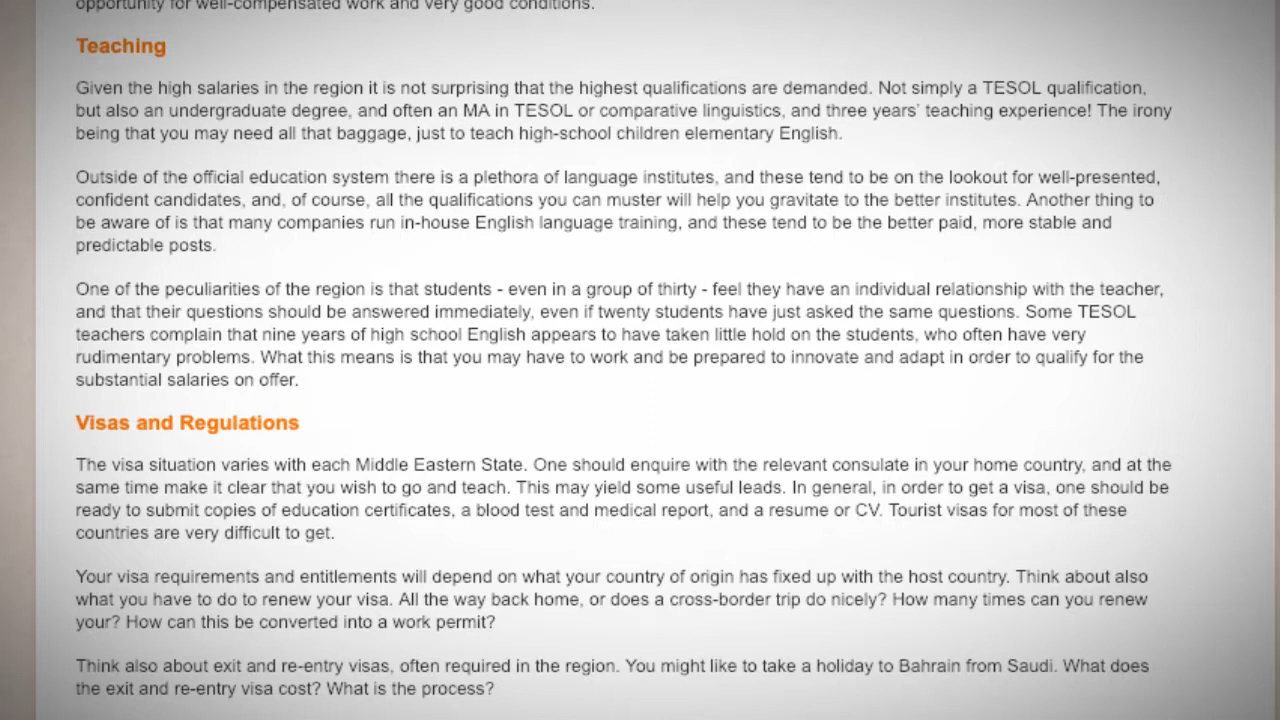 opportunity for well-compensated work and very good conditions.
Teaching
Given the high salaries in the region it is not surprising that the highest qualifications are demanded. Not simply a TESOL qualification,
but also an undergraduate degree, and often an MA in TESOL or comparative linguistics, and three years' teaching experience! The irony
being that you may need all that baggage, just to teach high-school children elementary English.
Outside of the official education system there is a plethora of language institutes, and these tend to be on the lookout for well-presented,
confident candidates, and, of course, all the qualifications you can muster will help you gravitate to the better institutes. Another thing to
be aware of is that many companies run in-house English language training, and these tend to be the better paid, more stable and
predictable posts.
One of the peculiarities of the region is that students - even in a group of thirty - feel they have an individual relationship with the teacher,
and that their questions should be answered immediately, even if twenty students have just asked the same questions. Some TESOL
teachers complain that nine years of high school English appears to have taken little hold on the students, who often have very
rudimentary problems. What this means is that you may have to work and be prepared to innovate and adapt in order to qualify for the
substantial salaries on offer.
Visas and Regulations
The visa situation varies with each Middle Eastern State. One should enquire with the relevant consulate in your home country, and at the
same time make it clear that you wish to go and teach. This may yield some useful leads. In general, in order to get a visa, one should be
ready to submit copies of education certificates, a blood test and medical report, and a resume or CV. Tourist visas for most of these
countries are very difficult to get.
Your visa requirements and entitlements will depend on what your country of origin has fixed up with the host country. Think about also
what you have to do to renew your visa. All the way back home, or does a cross-border trip do nicely? How many times can you renew
your? How can this be converted into a work permit?
Think also about exit and re-entry visas, often required in the region. You might like to take a holiday to Bahrain from Saudi. What does
the exit and re-entry visa cost? What is the process?